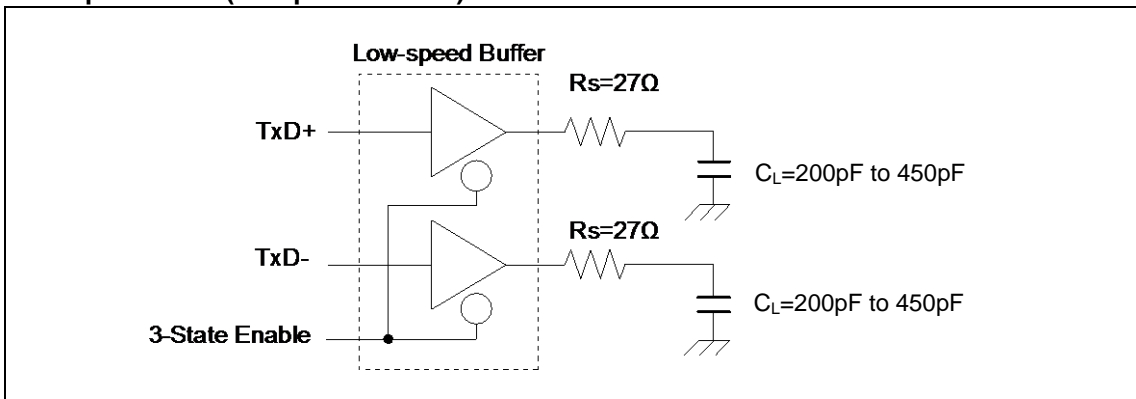 Low-speed Buffer
Rs=27Ω
TxD+
CL=200pF to 450pF
Rs=27Ω
TxD-
CL=200pF to 450pF
3-State Enable